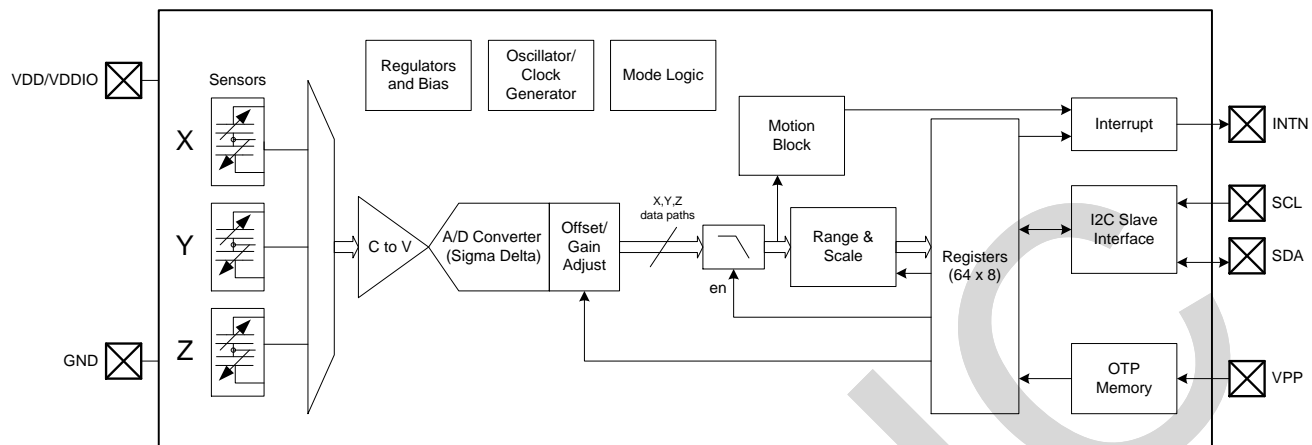 VDD/VDDIO
GND
Sensors
X
Y
Z
Regulators
and Bias
Oscillator/
Clock
Generator
Mode Logic
C to V
A/D Converter
(Sigma Delta)
Offset/
Gain
Adjust
X,Y,Z
data paths
en
Motion
Block
Range &
Scale
Registers
(64 x 8)
Interrupt
I2C Slave
Interface
OTP
Memory
INTN
SCL
SDA
VPP